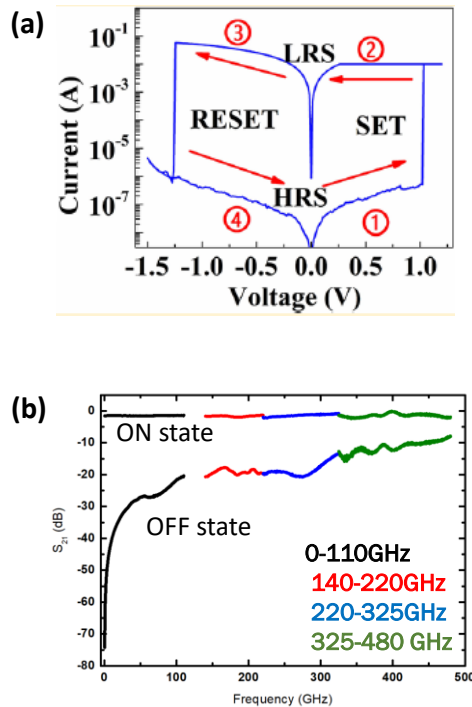 (a)
Current (A)
10⁻¹
10⁻³
10⁻⁵
10⁻⁷
③ LRS ②
RESET SET
HRS
④ ①
-1.5 -1.0 -0.5 0.0 0.5 1.0
Voltage (V)
(b)
S₂₁ (dB)
0
-10
-20
-30
-40
-50
-60
-70
-80
ON state
OFF state
0-110GHz
140-220GHz
220-325GHz
325-480 GHz
0 100 200 300 400 500
Frequency (GHz)